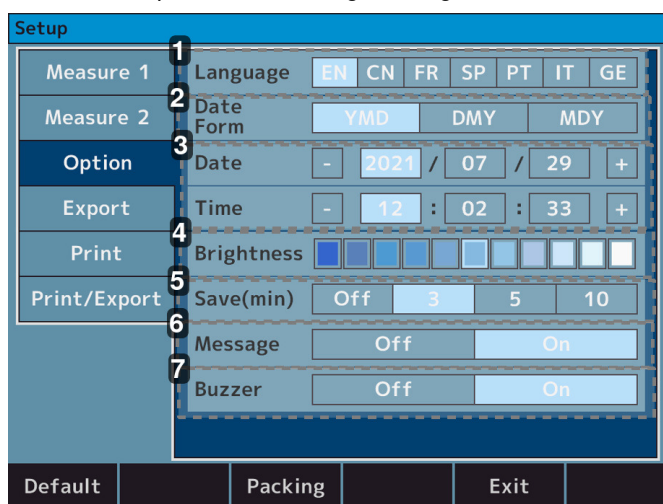 Setup
Measure 1
Measure 2
Option
Export
Print
Print/Export
1
Language EN CN FR SP PT IT GE
2
Date
Form YMD DMY MDY
3
Date - 2021 / 07 / 29 +
Time - 12 : 02 : 33 +
4
Brightness
5
Save(min) Off 3 5 10
6
Message Off On
7
Buzzer Off On
Default Packing Exit